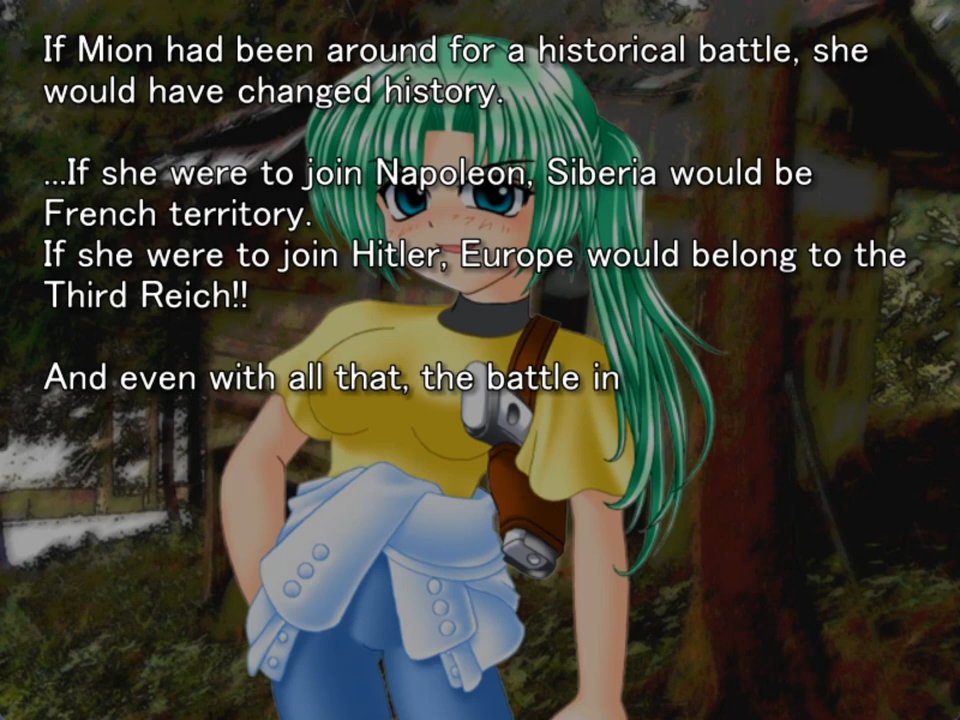 If Mion had been around for a historical battle, she
would have changed history.
...If she were to join Napoleon, Siberia would be
French territory.
If she were to join Hitler, Europe would belong to the
Third Reich!!
And even with all that, the battle in